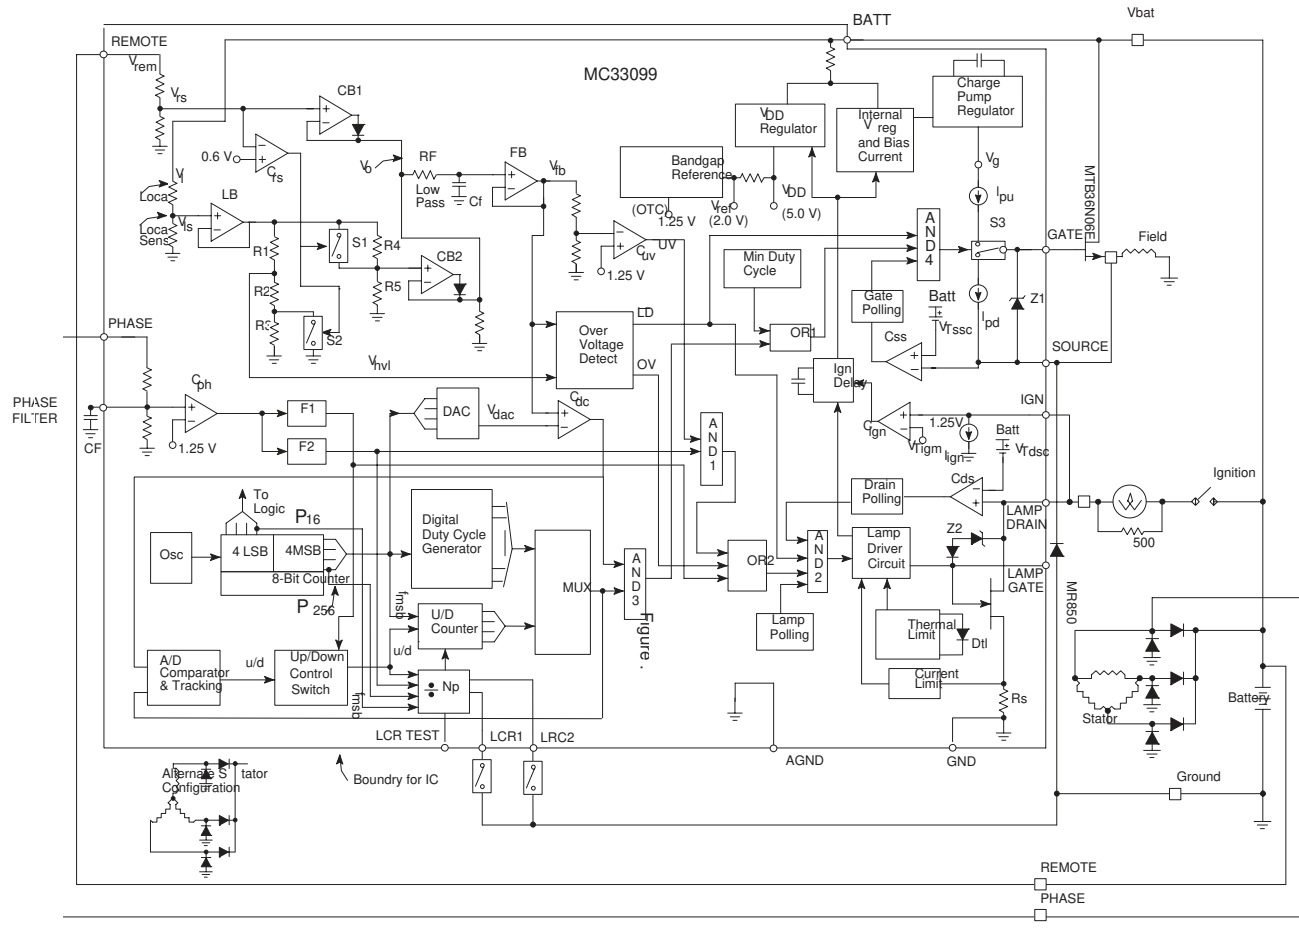 BATT
Vbat
REMOTE
Vrem
MC33099
Vrs
CB1
Charge
Pump
Regulator
VDD
Regulator
Internal
Vreg
and Bias
Current
0.6 V
Crs
Vo
RF
Low
Pass
Cf
FB
Vfb
Bandgap
Reference
(OTC)
1.25 V
Vref
(2.0 V)
VDD
(5.0 V)
Vg
Ipu
S3
MTB36N06E
Vl
Loca
LB
Vls
Loca
Sens
R1
S1
R4
CB2
R2
R5
R3
S2
Cuv
UV
1.25 V
A
N
D
4
GATE
Field
Min Duty
Cycle
Gate
Polling
Batt
VTssc
Ipd
Z1
Css
LD
OR1
PHASE
Over
Voltage
Detect
OV
Vhvl
SOURCE
Ign
Delay
IGN
Cph
PHASE
FILTER
CF
1.25 V
F1
F2
DAC
Vdac
Cdc
A
N
D
1
Cign
1.25V
VTigm
Iign
Batt
VTdsc
Cds
Drain
Polling
LAMP
DRAIN
Ignition
500
To
Logic
P16
Osc
4 LSB
4MSB
8-Bit Counter
P256
Digital
Duty Cycle
Generator
MUX
A
N
D
3
OR2
A
N
D
2
Lamp
Driver
Circuit
Z2
LAMP
GATE
fmsb
U/D
Counter
Figure .
Lamp
Polling
Thermal
Limit
Dtl
MR850
A/D
Comparator
& Tracking
u/d
Up/Down
Control
Switch
u/d
fmsb
÷ Np
Current
Limit
Rs
Stator
Battery
LCR TEST
LCR1
LRC2
AGND
GND
Alternate S tator
Configuration
Boundry for IC
Ground
REMOTE
PHASE